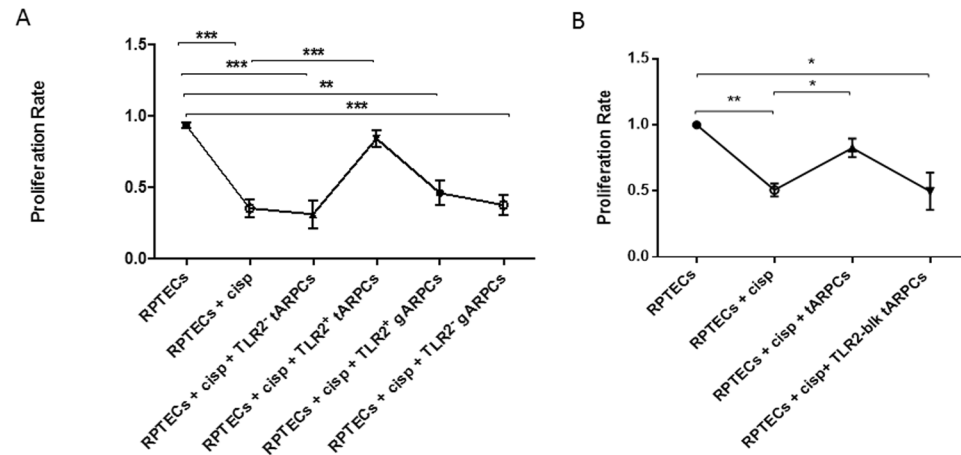 A
***
***
***
**
***
1.5
1.0
0.5
0.0
Proliferation Rate
RPTECs
RPTECs + cisp
RPTECs + cisp + TLR2⁻ tARPCs
RPTECs + cisp + TLR2⁺ tARPCs
RPTECs + cisp + TLR2⁺ gARPCs
RPTECs + cisp + TLR2⁻ gARPCs
B
*
*
**
1.5
1.0
0.5
0.0
Proliferation Rate
RPTECs
RPTECs + cisp
RPTECs + cisp + tARPCs
RPTECs + cisp+ TLR2-blk tARPCs